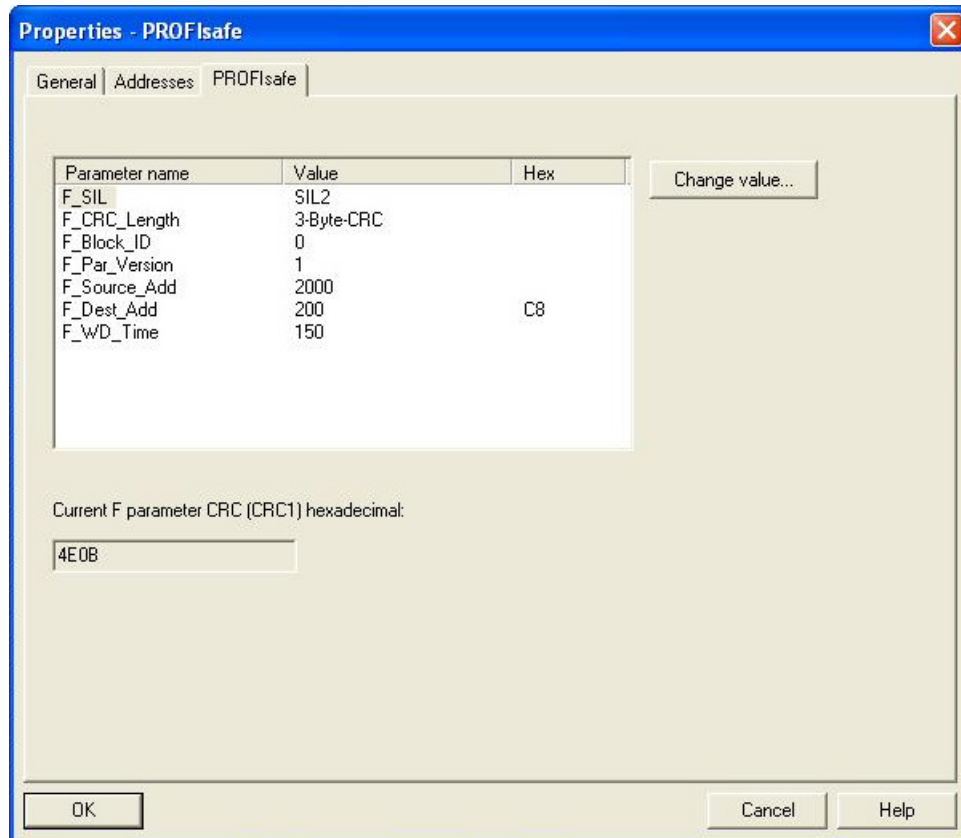 Properties - PROFIsafe
General Addresses PROFIsafe
Parameter name Value Hex
Change value...
F_SIL SIL2
F_CRC_Length 3-Byte-CRC
F_Block_ID 0
F_Par_Version 1
F_Source_Add 2000
F_Dest_Add 200 C8
F_WD_Time 150
Current F parameter CRC (CRC1) hexadecimal:
4E0B
OK Cancel Help